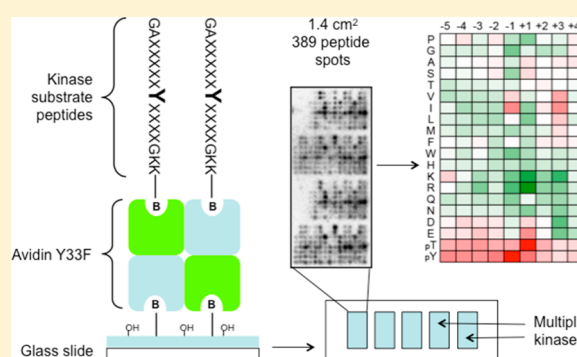 GAXXXXXYXXXXGKK
GAXXXXXYXXXXGKK
Kinase
substrate
peptides
B B
Avidin Y33F
B B
OH OH OH
Glass slide
1.4 cm²
389 peptide
spots
-5 -4 -3 -2 -1 +1 +2 +3 +4
P
G
A
S
T
V
I
L
M
F
W
H
K
R
Q
N
D
E
pT
pY
Multipl
kinase